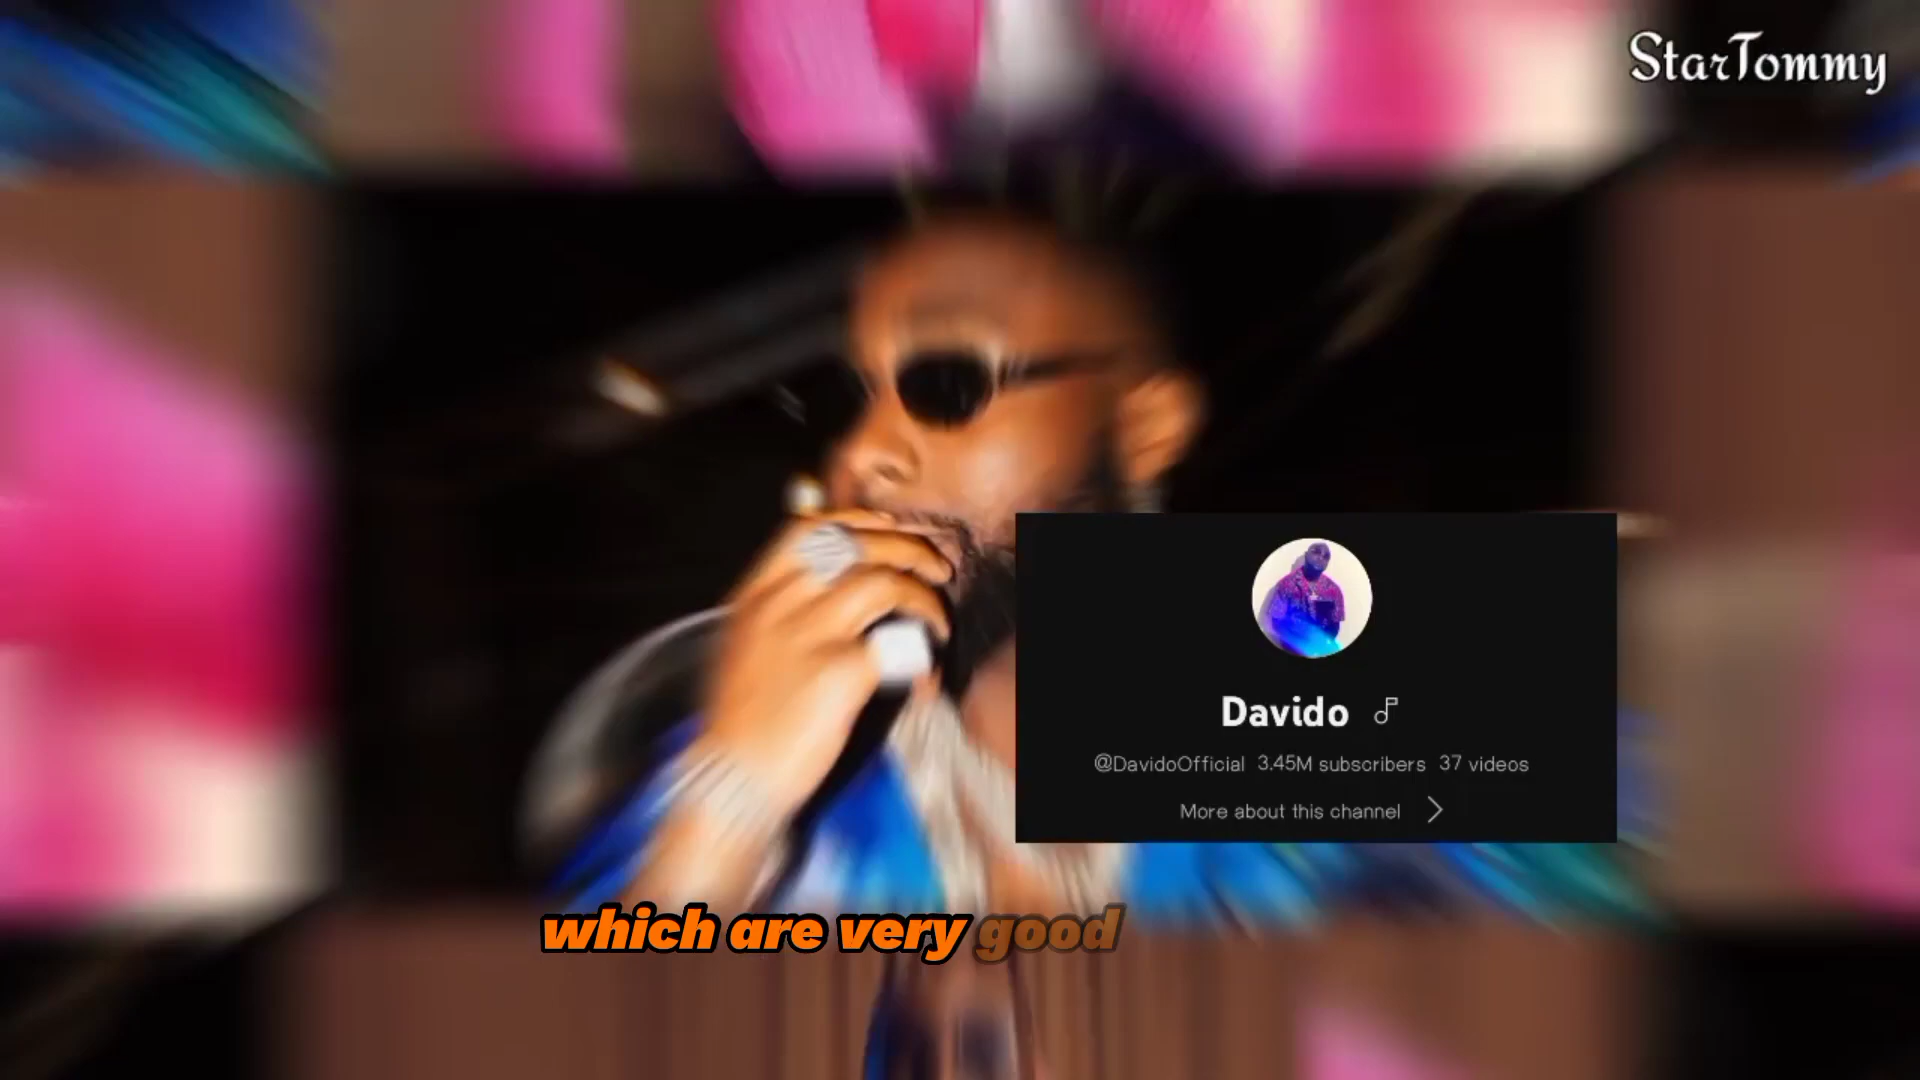 StarTommy
Davido
@DavidoOfficial 3.45M subscribers 37 videos
More about this channel
which are very good